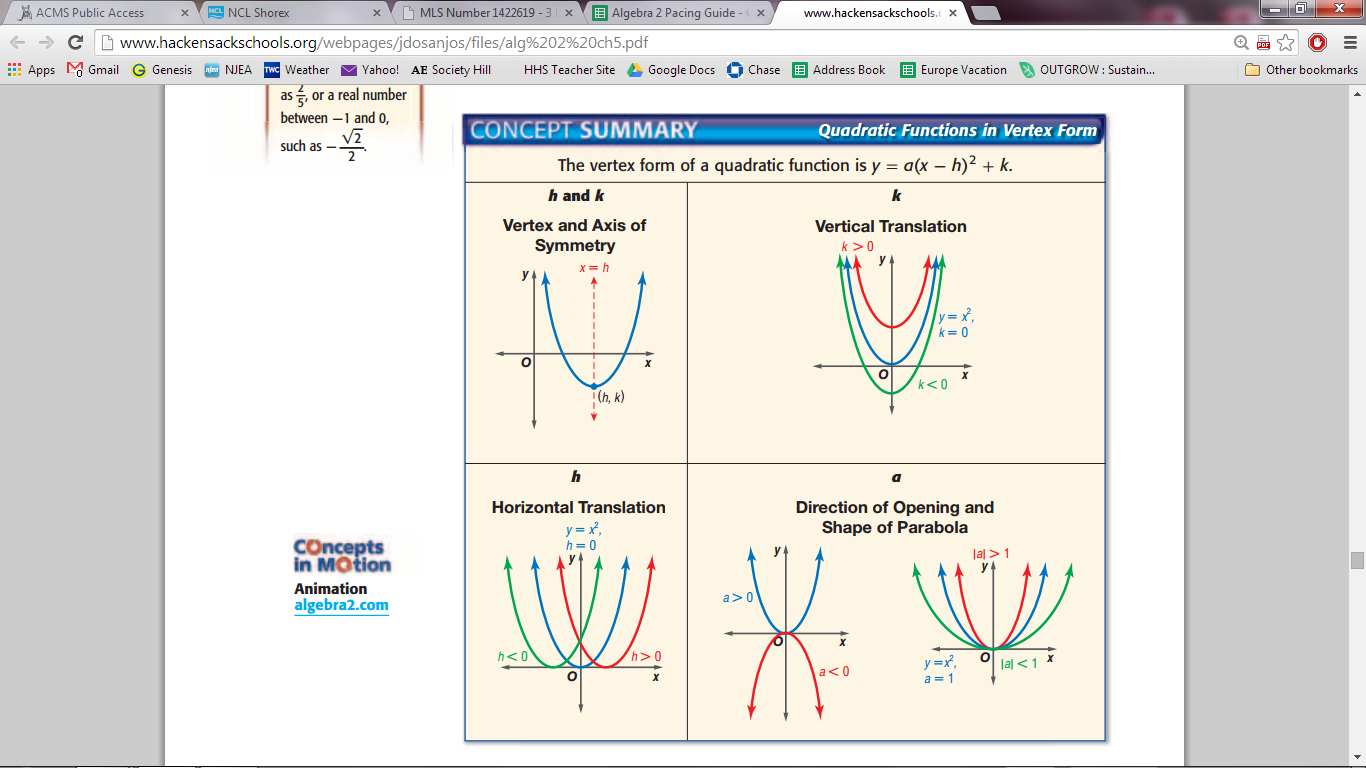 ACMS Public Access
NCL Shorex
MLS Number 1422619 - 3
Algebra 2 Pacing Guide -
www.hackensackschools.
www.hackensackschools.org/webpages/jdosanjos/files/alg%202%20ch5.pdf
Apps Gmail Genesis NJEA Weather Yahoo! AE Society Hill HHS Teacher Site Google Docs Chase Address Book Europe Vacation OUTGROW : Sustain... Other bookmarks
as 2/5, or a real number
between −1 and 0,
such as −√2/2.
CONCEPT SUMMARY Quadratic Functions in Vertex Form
The vertex form of a quadratic function is y = a(x − h)² + k.
h and k
Vertex and Axis of
Symmetry
x = h
y
O
x
(h, k)
k
Vertical Translation
k > 0
y
y = x²,
k = 0
O
x
k < 0
h
Horizontal Translation
y = x²,
h = 0
y
h < 0
h > 0
O
x
a
Direction of Opening and
Shape of Parabola
y
a > 0
O
x
a < 0
|a| > 1
y
O
x
y = x²,
a = 1
|a| < 1
Concepts
in Motion
Animation
algebra2.com